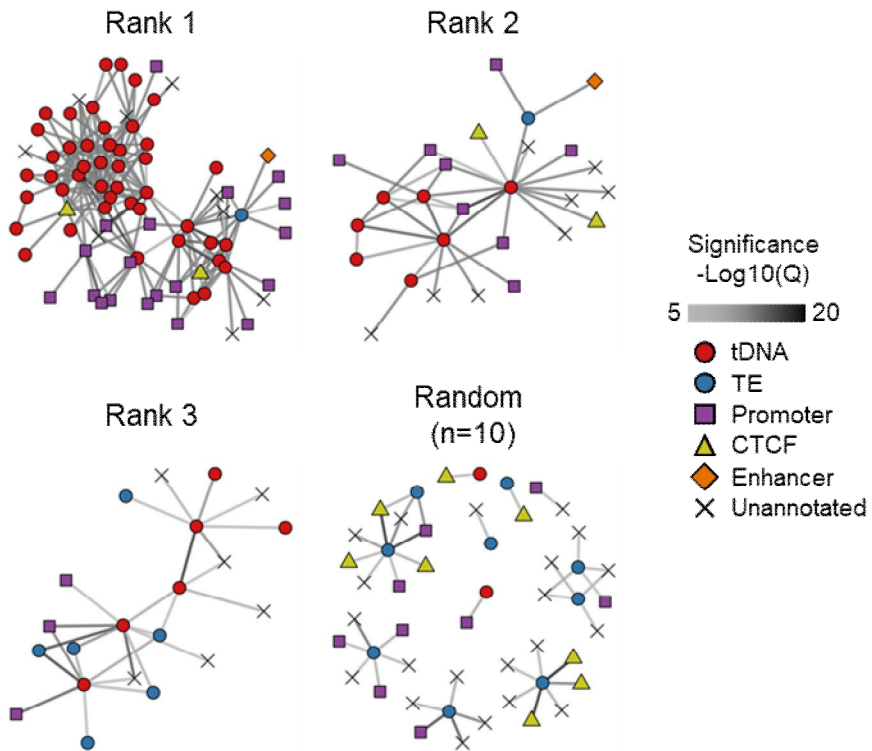 Rank 1
Rank 2
Significance
-Log10(Q)
5 20
tDNA
TE
Promoter
CTCF
Enhancer
Unannotated
Rank 3
Random
(n=10)